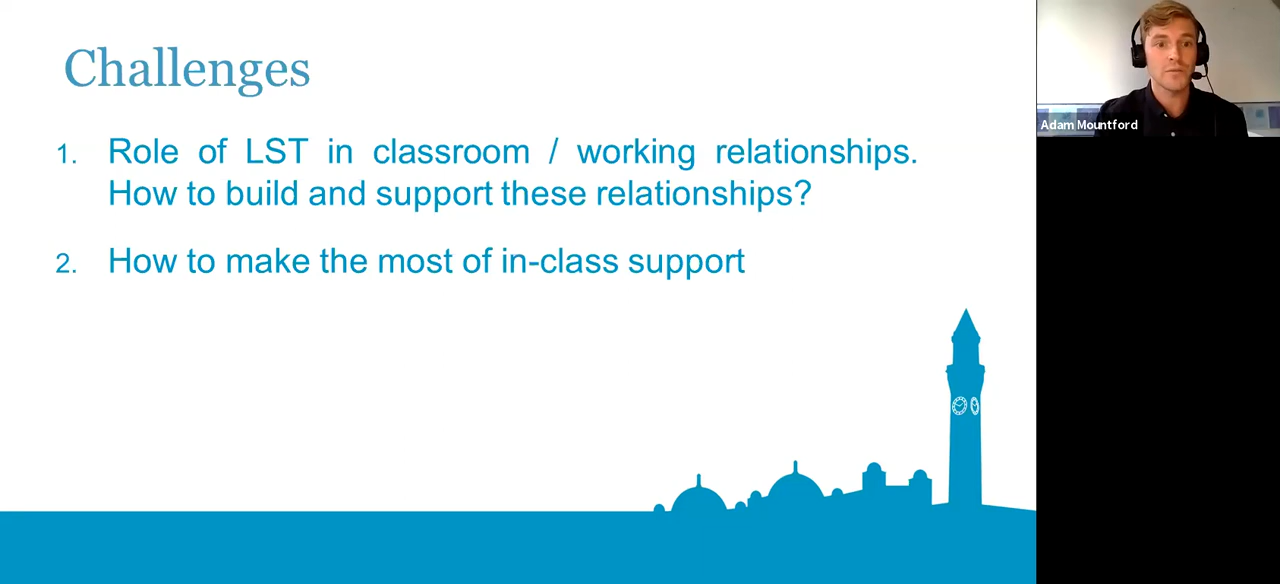 Challenges
1. Role of LST in classroom / working relationships.
How to build and support these relationships?
2. How to make the most of in-class support
Adam Mountford